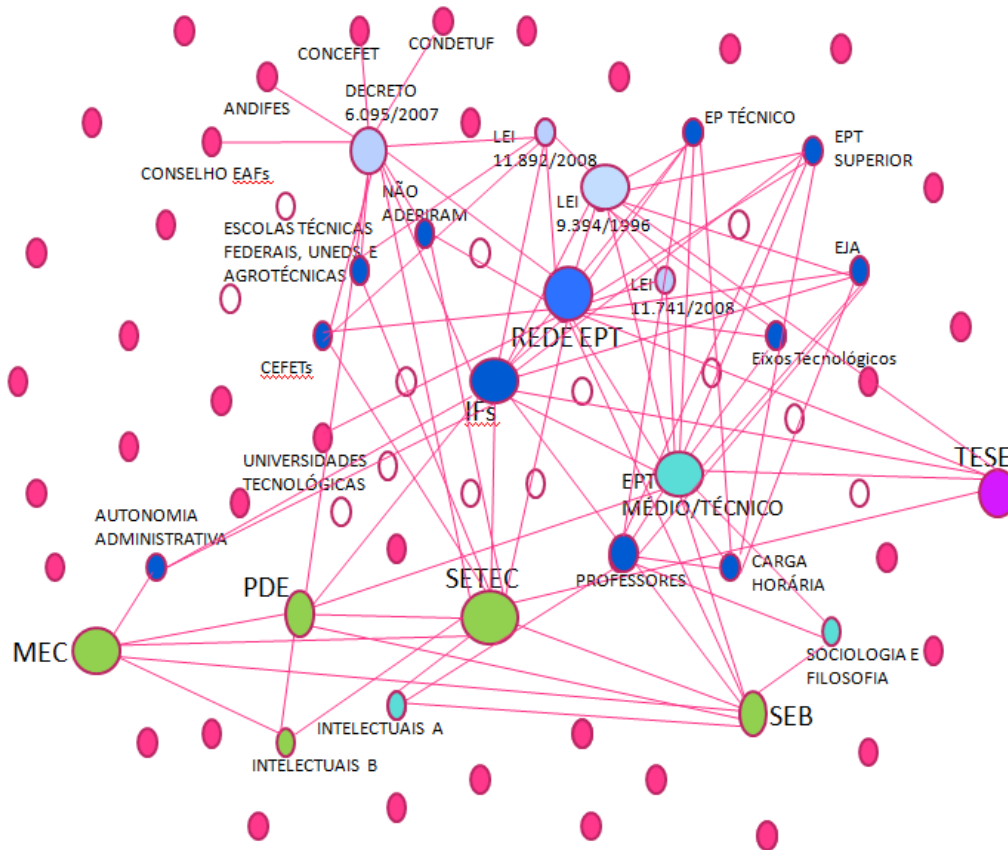 CONCEFET
CONDETUF
ANDIFES
DECRETO
6.095/2007
CONSELHO EAFs
LEI
11.892/2008
EP TÉCNICO
EPT
SUPERIOR
NÃO
ADERIRAM
LEI
9.394/1996
ESCOLAS TÉCNICAS
FEDERAIS, UNEDS E
AGROTÉCNICAS
EJA
LEI
11.741/2008
REDE EPT
Eixos Tecnológicos
CEFETs
IFs
UNIVERSIDADES
TECNOLÓGICAS
EPT
MÉDIO/TÉCNICO
TESE
AUTONOMIA
ADMINISTRATIVA
PDE
SETEC
PROFESSORES
CARGA
HORÁRIA
MEC
SOCIOLOGIA E
FILOSOFIA
SEB
INTELECTUAIS A
INTELECTUAIS B